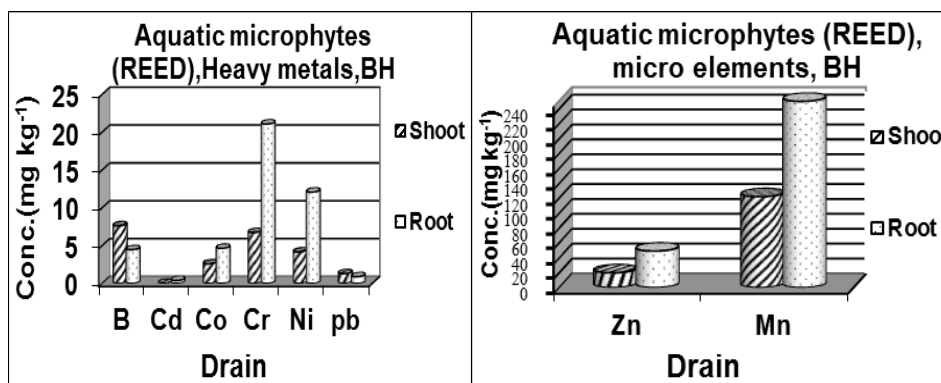 Aquatic microphytes
(REED),Heavy metals,BH
Conc.(mg kg-1)
25
20
15
10
5
0
B Cd Co Cr Ni pb
Drain
Shoot
Root
Aquatic microphytes (REED),
micro elements, BH
Conc.(mg kg-1)
240
220
200
180
160
140
120
100
80
60
40
20
0
Zn Mn
Drain
Shoo
Root